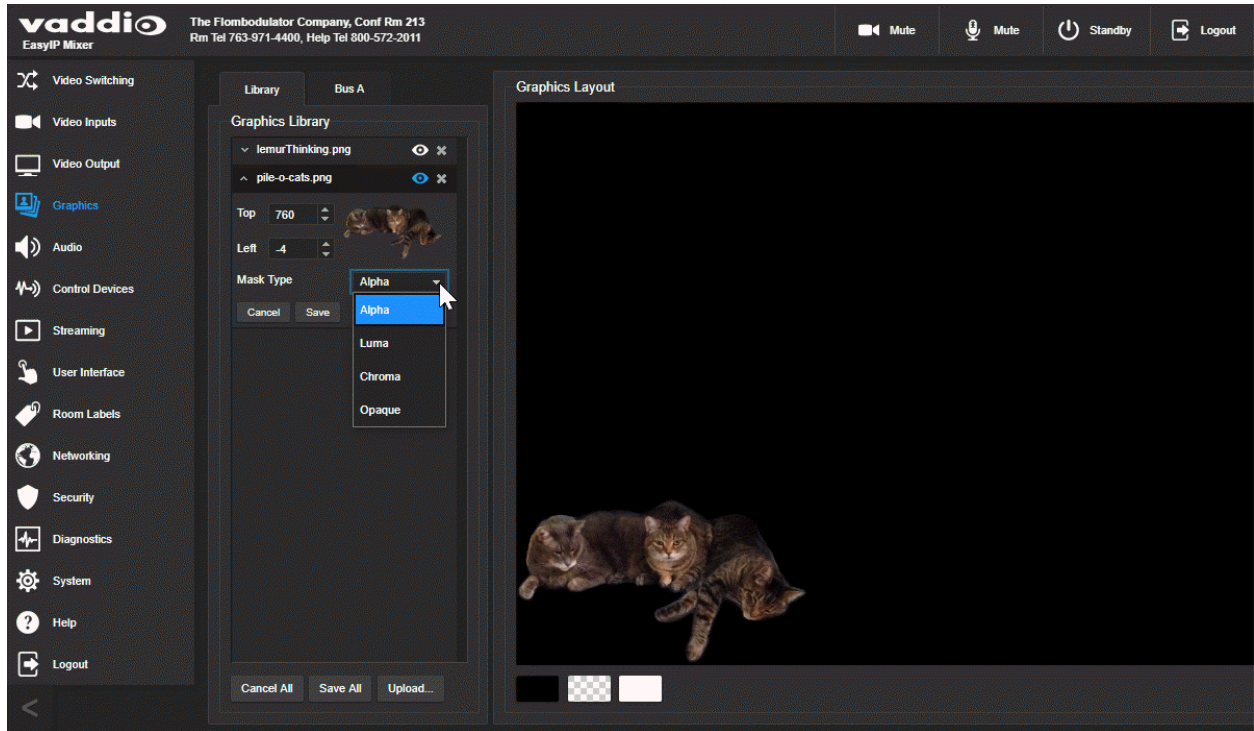 vaddio
EasyIP Mixer
The Flombodulator Company, Conf Rm 213
Rm Tel 763-971-4400, Help Tel 800-572-2011
Mute
Mute
Standby
Logout
Video Switching
Video Inputs
Video Output
Graphics
Audio
Control Devices
Streaming
User Interface
Room Labels
Networking
Security
Diagnostics
System
Help
Logout
<
Library
Bus A
Graphics Library
lemurThinking.png
pile-o-cats.png
Top 760
Left -4
Mask Type Alpha
Cancel Save
Alpha
Luma
Chroma
Opaque
Cancel All Save All Upload...
Graphics Layout